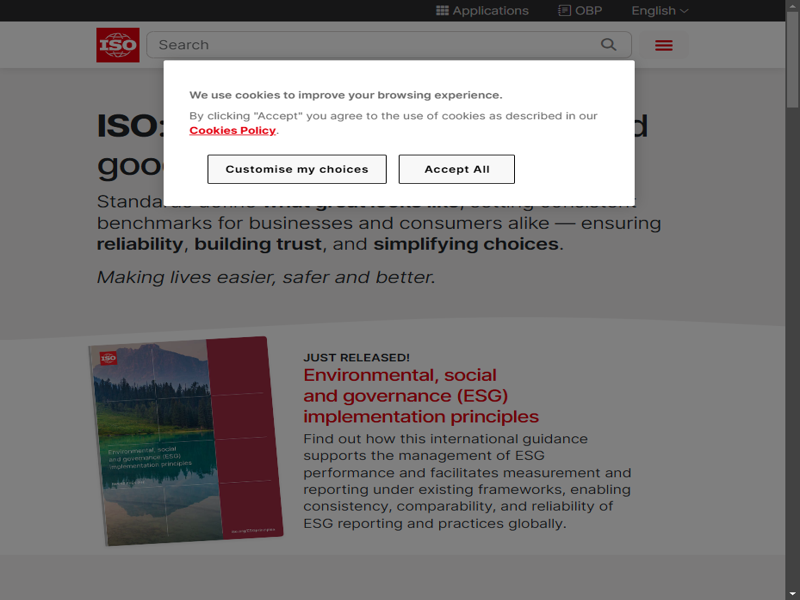 Applications OBP English
ISO Search
We use cookies to improve your browsing experience.
By clicking "Accept" you agree to the use of cookies as described in our
Cookies Policy.
Customise my choices Accept All
ISO:
goo
Standards define what great looks like, setting consistent
benchmarks for businesses and consumers alike — ensuring
reliability, building trust, and simplifying choices.
Making lives easier, safer and better.
ISO
Environmental, social
and governance (ESG)
implementation principles
JUST RELEASED!
Environmental, social
and governance (ESG)
implementation principles
Find out how this international guidance
supports the management of ESG
performance and facilitates measurement and
reporting under existing frameworks, enabling
consistency, comparability, and reliability of
ESG reporting and practices globally.